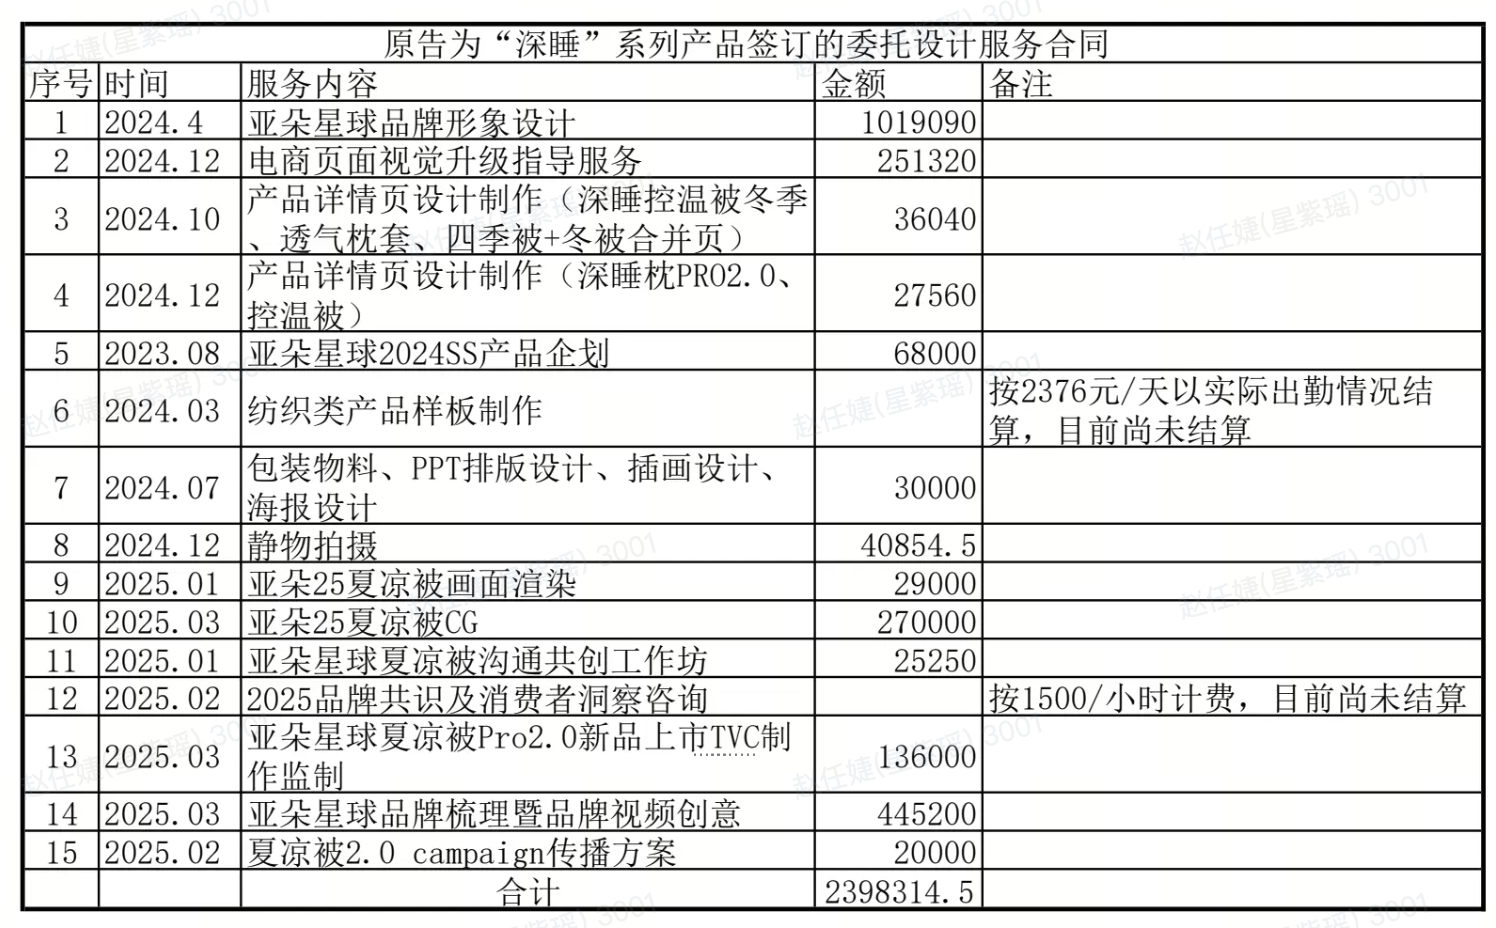 原告为“深睡”系列产品签订的委托设计服务合同
序号 时间 服务内容 金额 备注
1 2024.4 亚朵星球品牌形象设计 1019090
2 2024.12 电商页面视觉升级指导服务 251320
3 2024.10 产品详情页设计制作（深睡控温被冬季
、透气枕套、四季被+冬被合并页） 36040
4 2024.12 产品详情页设计制作（深睡枕PRO2.0、
控温被） 27560
5 2023.08 亚朵星球2024SS产品企划 68000
6 2024.03 纺织类产品样板制作 按2376元/天以实际出勤情况结
算，目前尚未结算
7 2024.07 包装物料、PPT排版设计、插画设计、
海报设计 30000
8 2024.12 静物拍摄 40854.5
9 2025.01 亚朵25夏凉被画面渲染 29000
10 2025.03 亚朵25夏凉被CG 270000
11 2025.01 亚朵星球夏凉被沟通共创工作坊 25250
12 2025.02 2025品牌共识及消费者洞察咨询 按1500/小时计费，目前尚未结算
13 2025.03 亚朵星球夏凉被Pro2.0新品上市TVC制
作监制 136000
14 2025.03 亚朵星球品牌梳理暨品牌视频创意 445200
15 2025.02 夏凉被2.0 campaign传播方案 20000
合计 2398314.5
赵任婕(星紫瑶) 3001